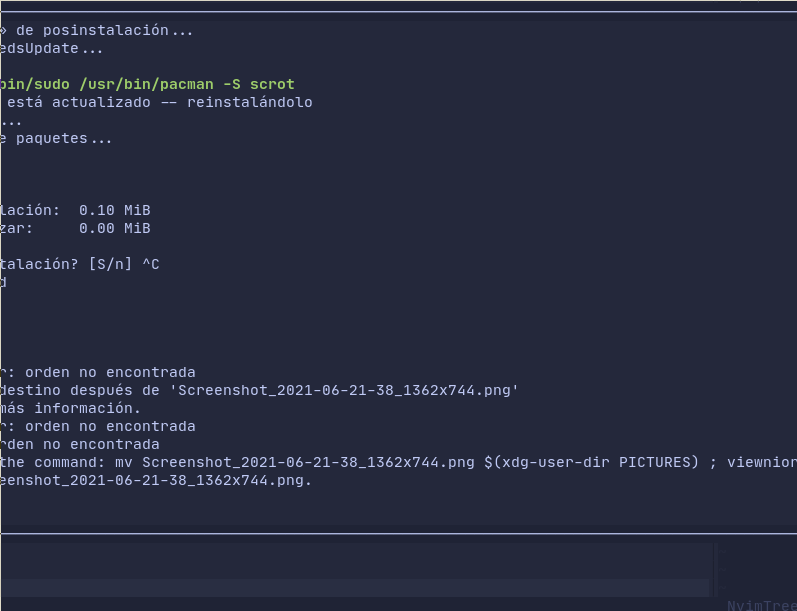 » de posinstalación...
edsUpdate...
bin/sudo /usr/bin/pacman -S scrot
está actualizado -- reinstalándolo
...
e paquetes...
lación:  0.10 MiB
zar:     0.00 MiB
talación? [S/n] ^C
d
r: orden no encontrada
destino después de 'Screenshot_2021-06-21-38_1362x744.png'
más información.
r: orden no encontrada
rden no encontrada
the command: mv Screenshot_2021-06-21-38_1362x744.png $(xdg-user-dir PICTURES) ; viewnior
eenshot_2021-06-21-38_1362x744.png.
NvimTree